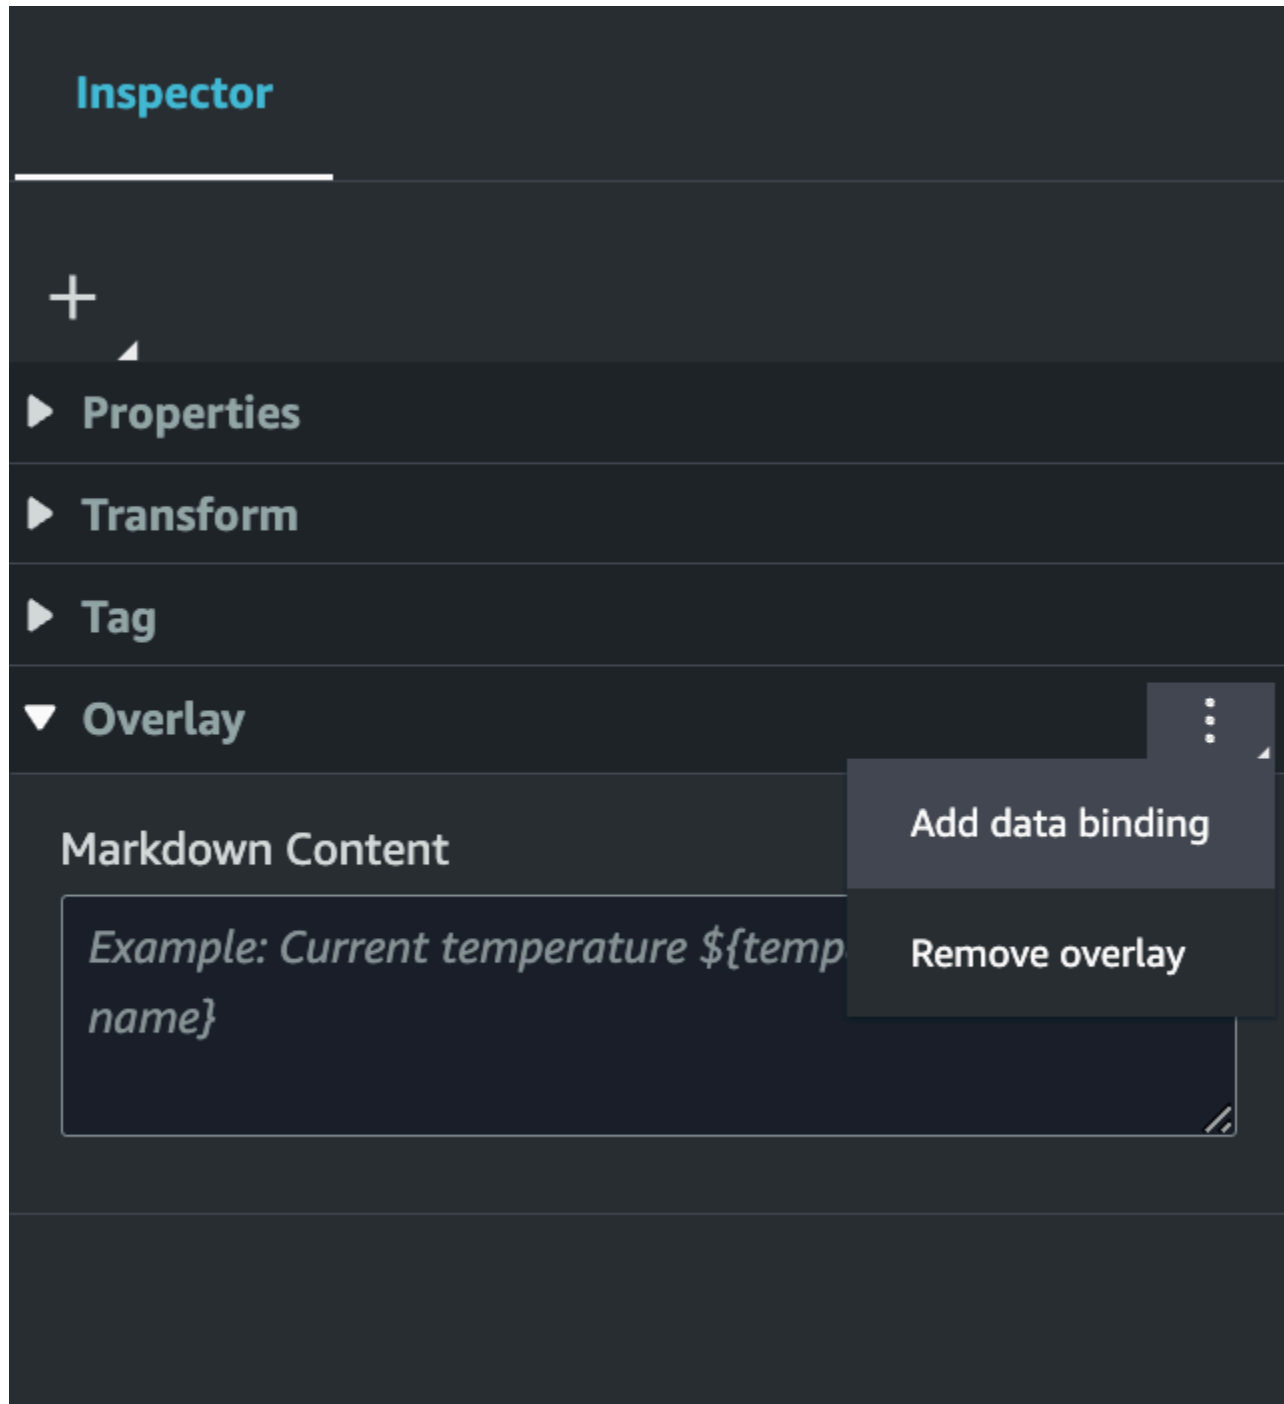 Inspector
Properties
Transform
Tag
Overlay
Add data binding
Markdown Content
Remove overlay
Example: Current temperature ${temp
name}